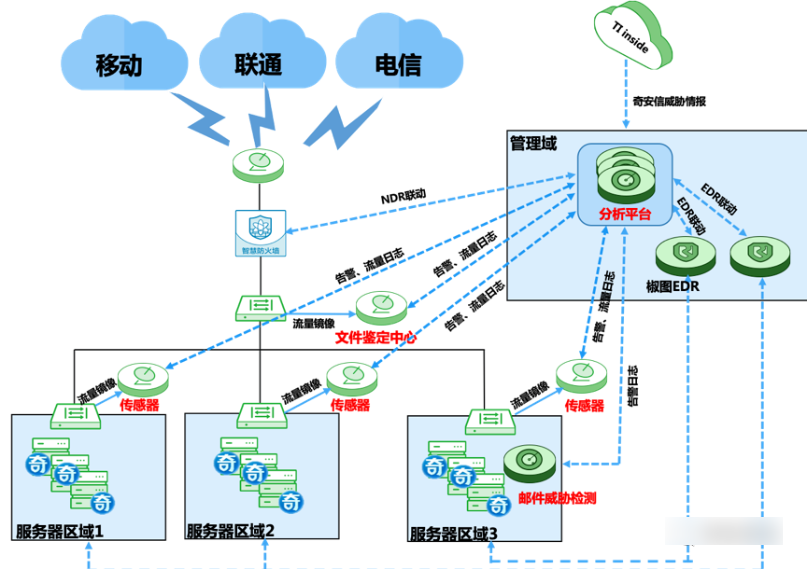 移动
联通
电信
TI inside
奇安信威胁情报
管理域
分析平台
NDR联动
EDR联动
EDR联动
椒图EDR
智慧防火墙
告警、流量日志
告警、流量日志
告警、流量日志
告警、流量日志
告警日志
流量镜像
文件鉴定中心
流量镜像
传感器
流量镜像
传感器
流量镜像
传感器
奇
奇
奇
奇
奇
奇
奇
奇
奇
邮件威胁检测
服务器区域1
服务器区域2
服务器区域3